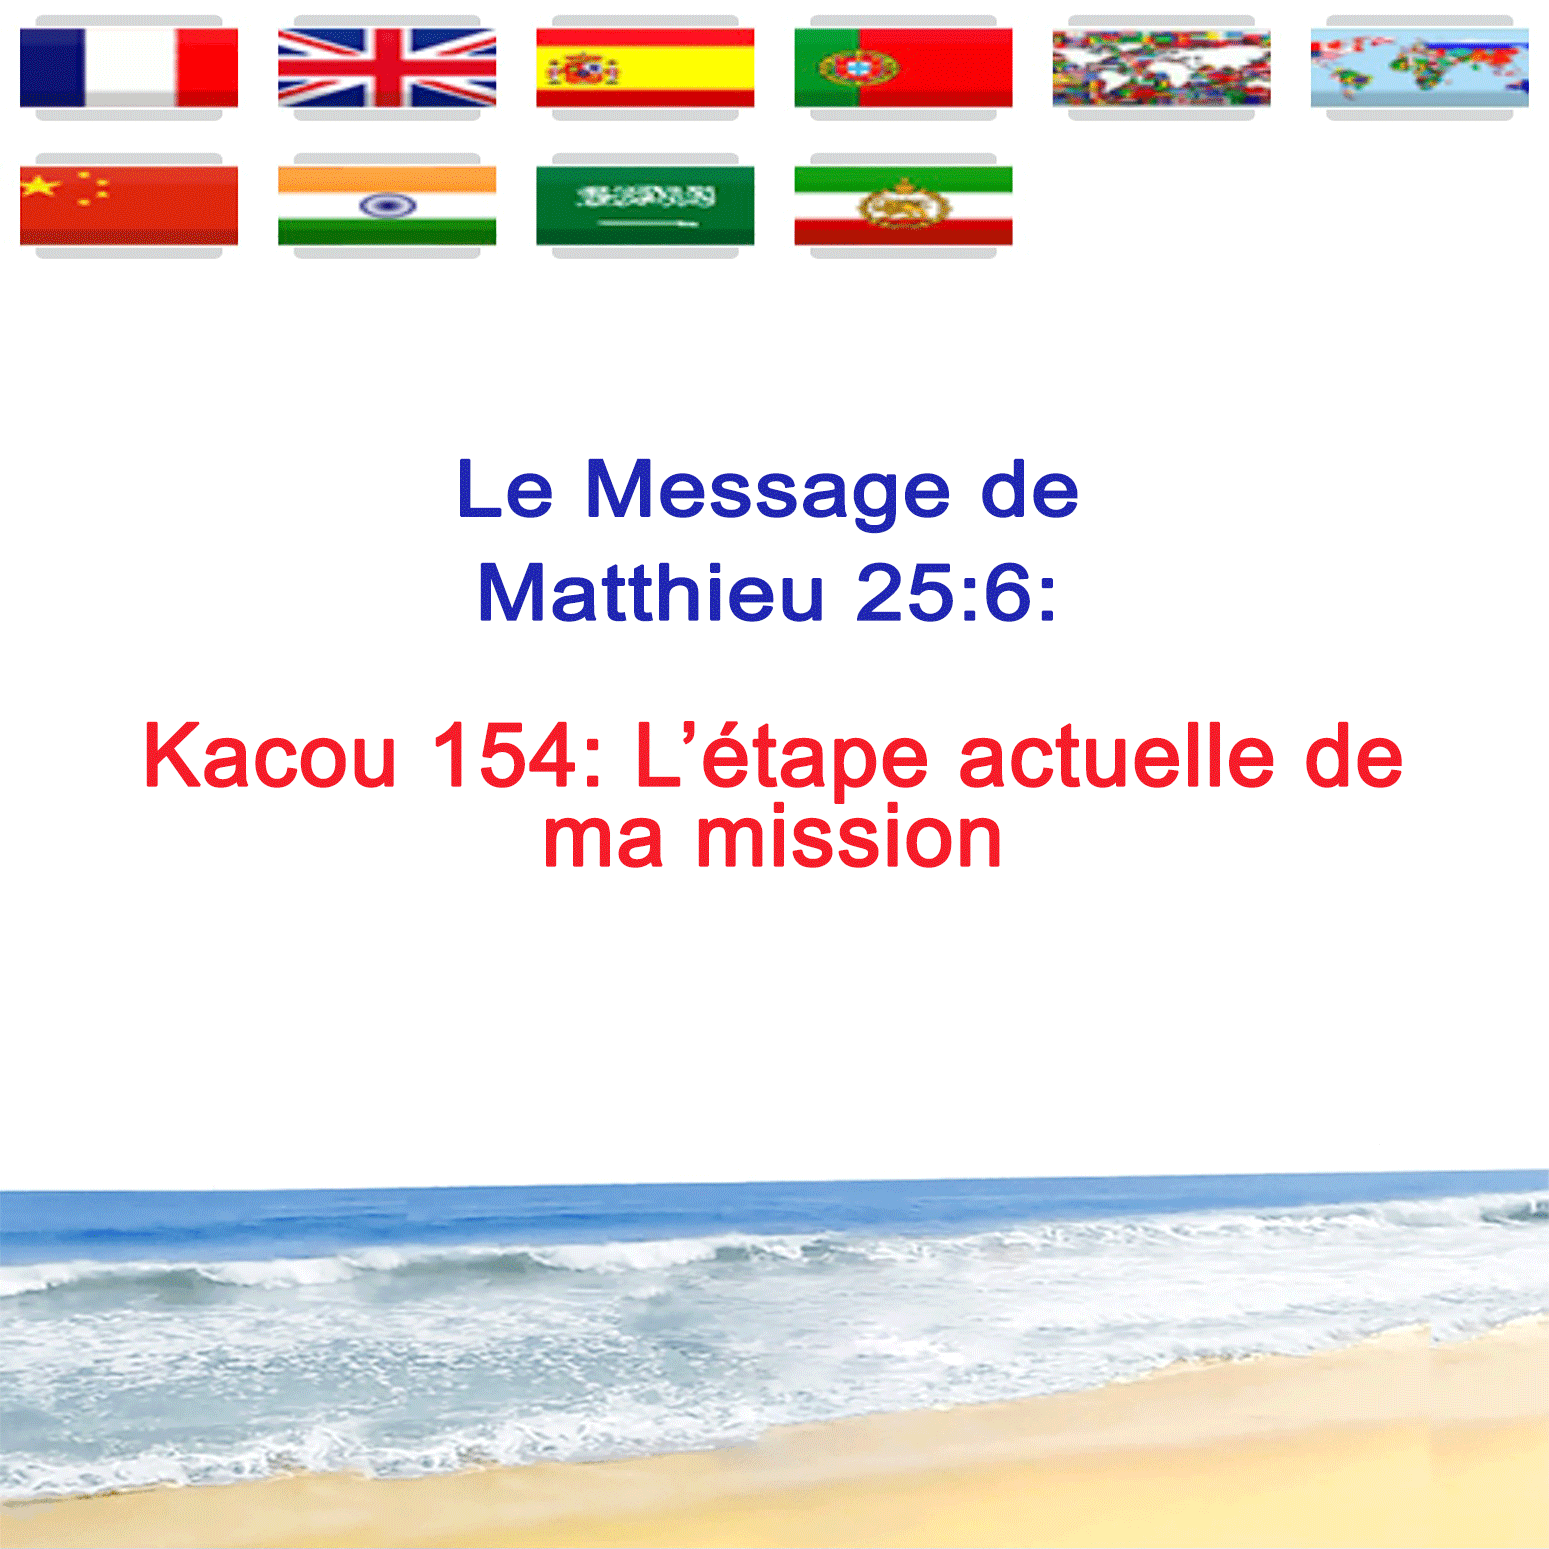 Le Message de
Matthieu 25:6:
Kacou 154: L’étape actuelle de
ma mission